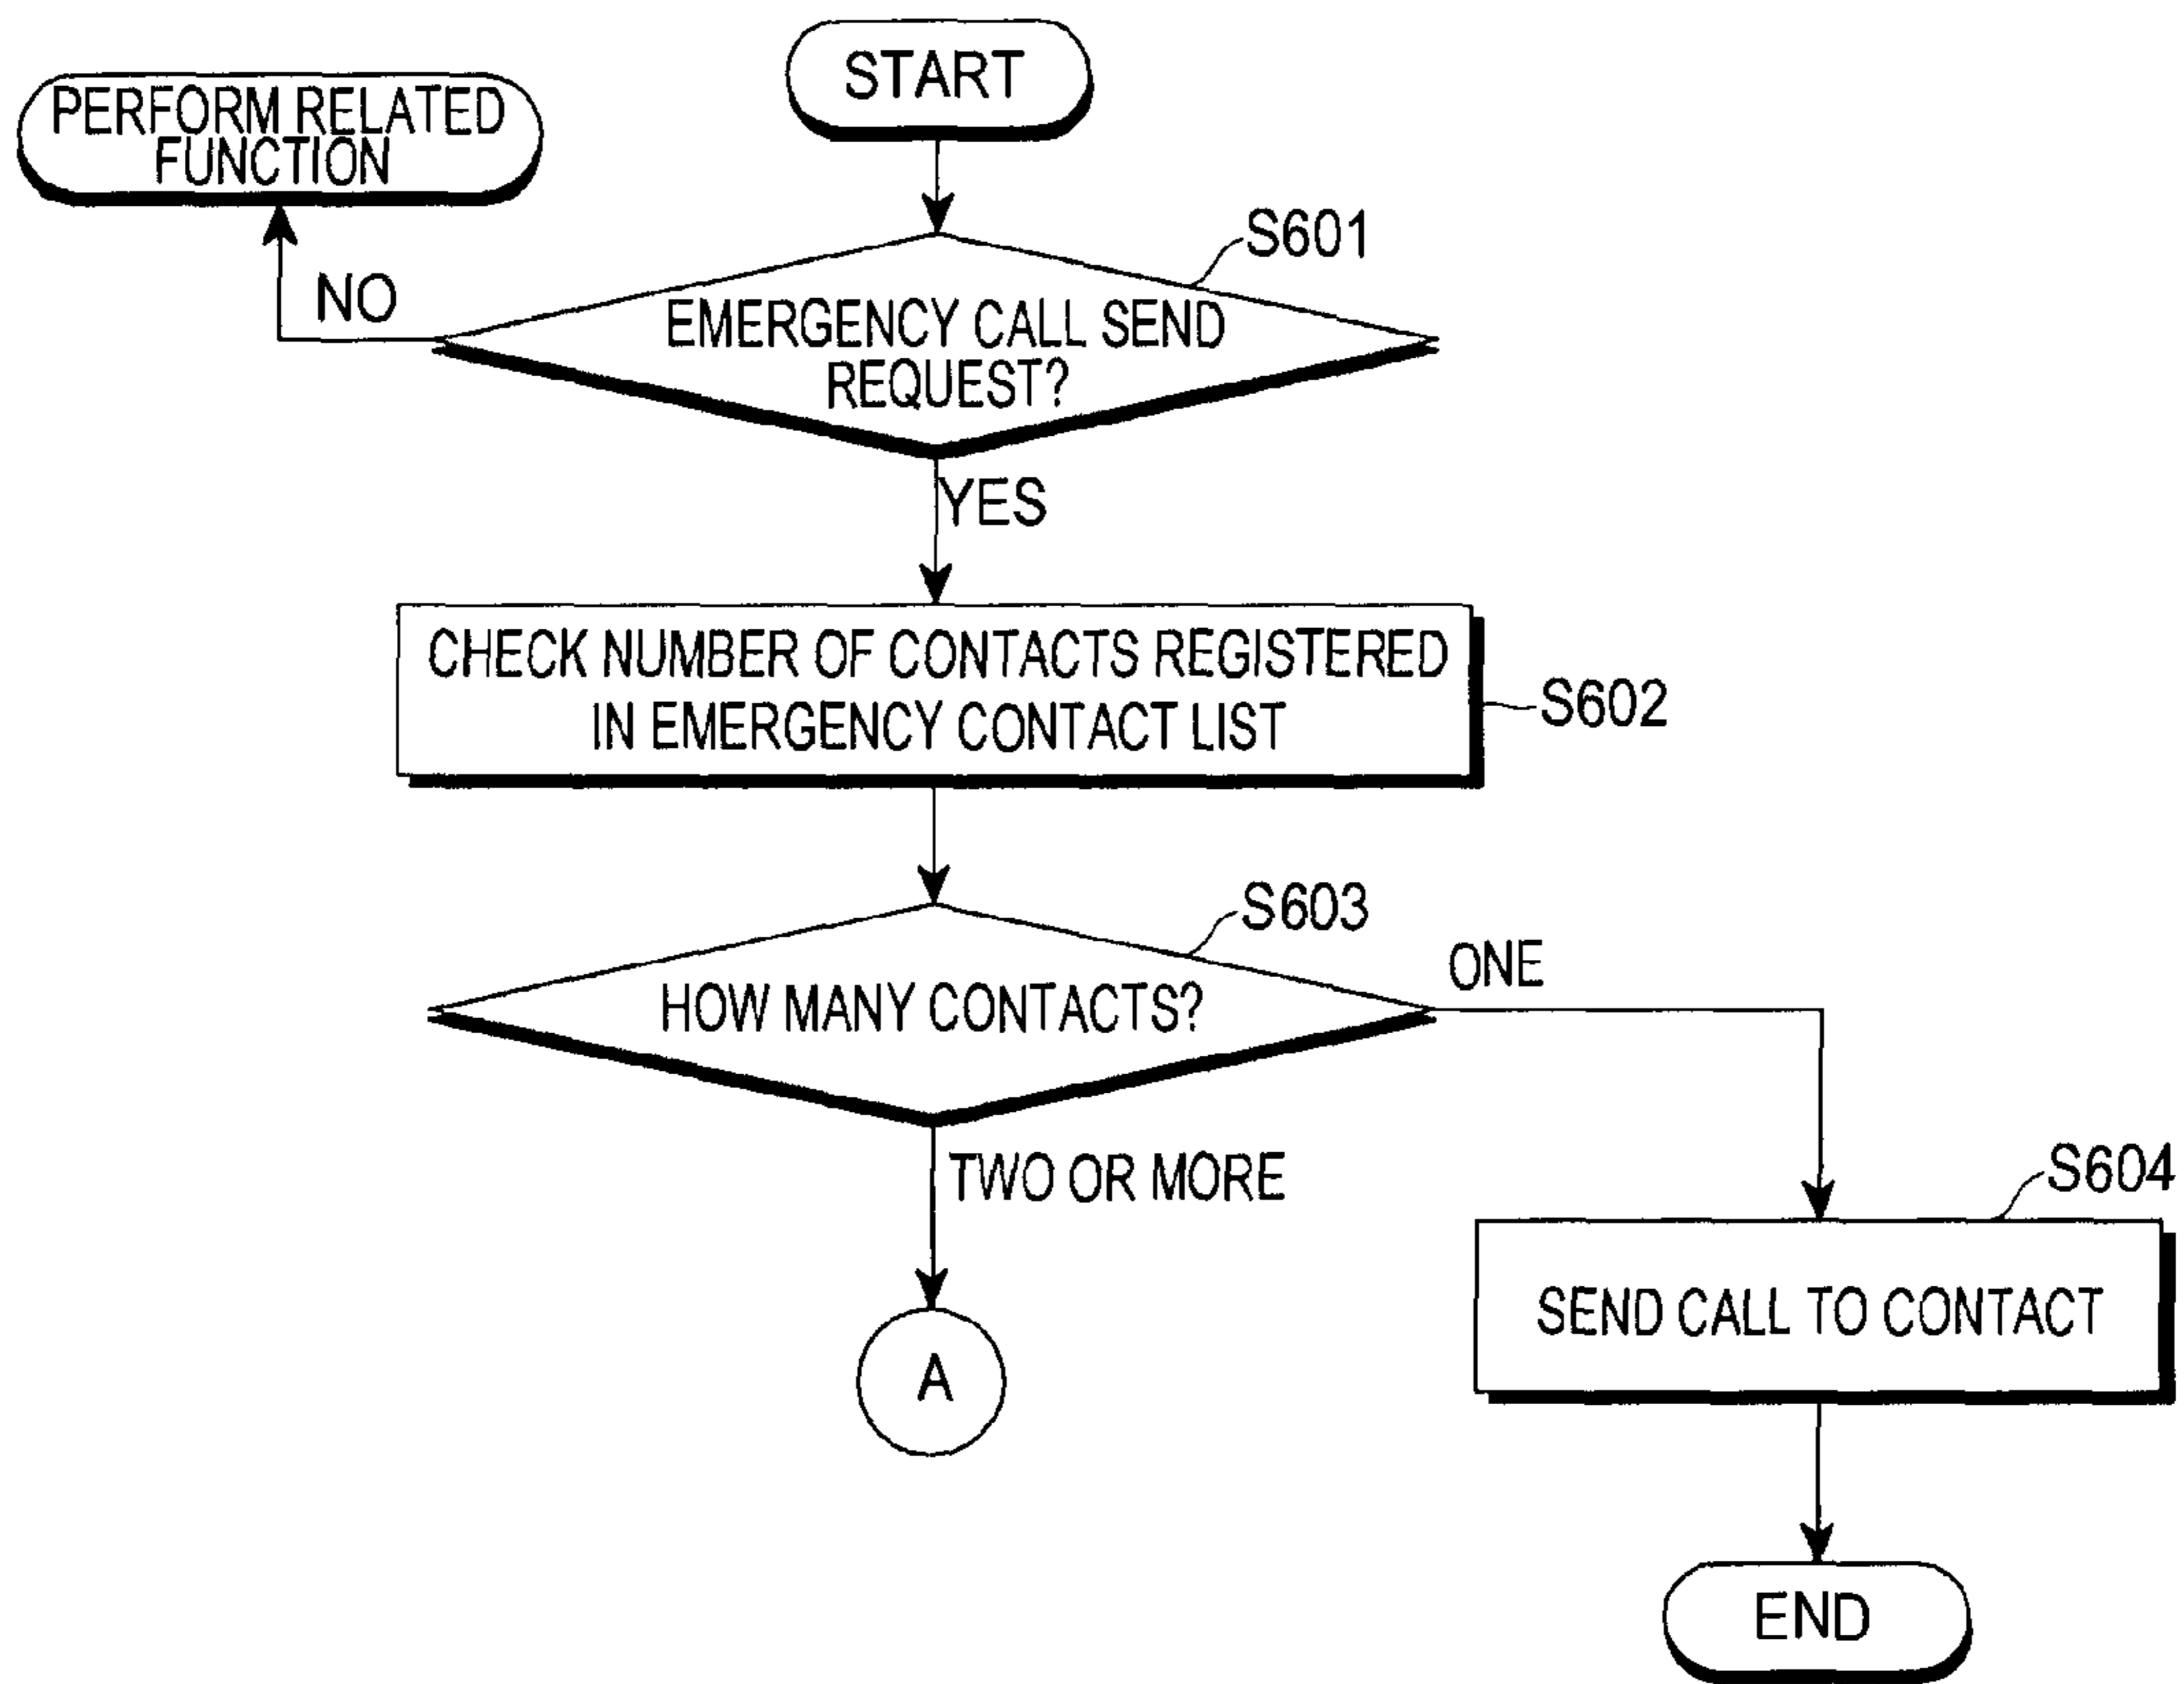 START
PERFORM RELATED
FUNCTION
S601
NO
EMERGENCY CALL SEND
REQUEST?
YES
CHECK NUMBER OF CONTACTS REGISTERED
IN EMERGENCY CONTACT LIST
S602
S603
ONE
HOW MANY CONTACTS?
TWO OR MORE
S604
SEND CALL TO CONTACT
A
END